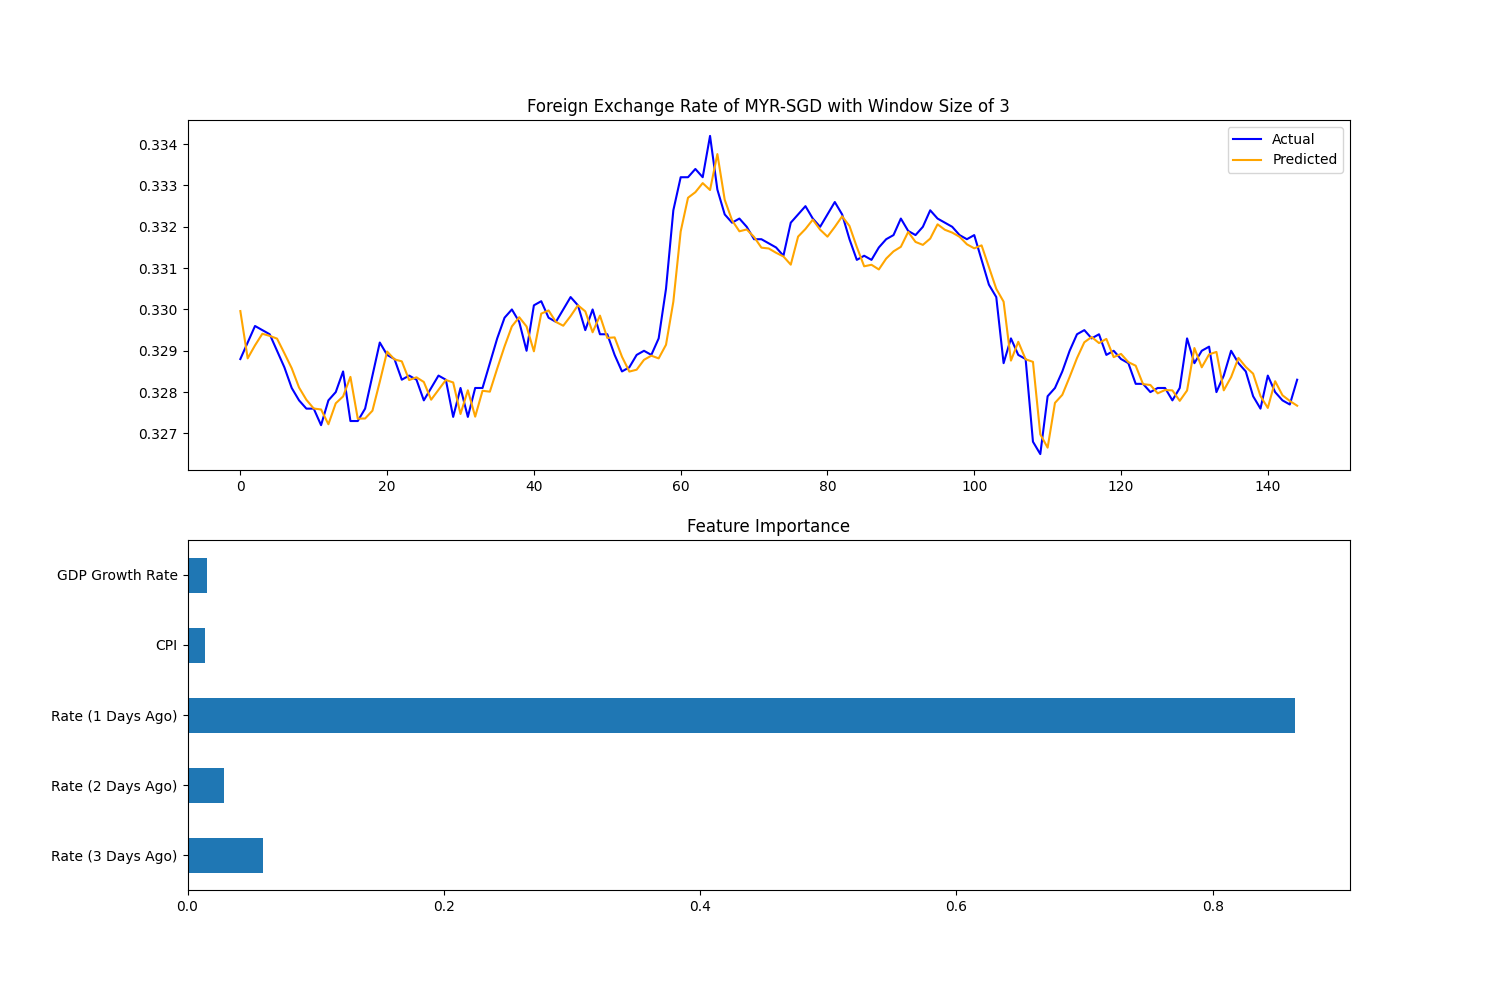 Foreign Exchange Rate of MYR-SGD with Window Size of 3
Actual
Predicted
0.334
0.333
0.332
0.331
0.330
0.329
0.328
0.327
0 20 40 60 80 100 120 140
Feature Importance
GDP Growth Rate
CPI
Rate (1 Days Ago)
Rate (2 Days Ago)
Rate (3 Days Ago)
0.0 0.2 0.4 0.6 0.8